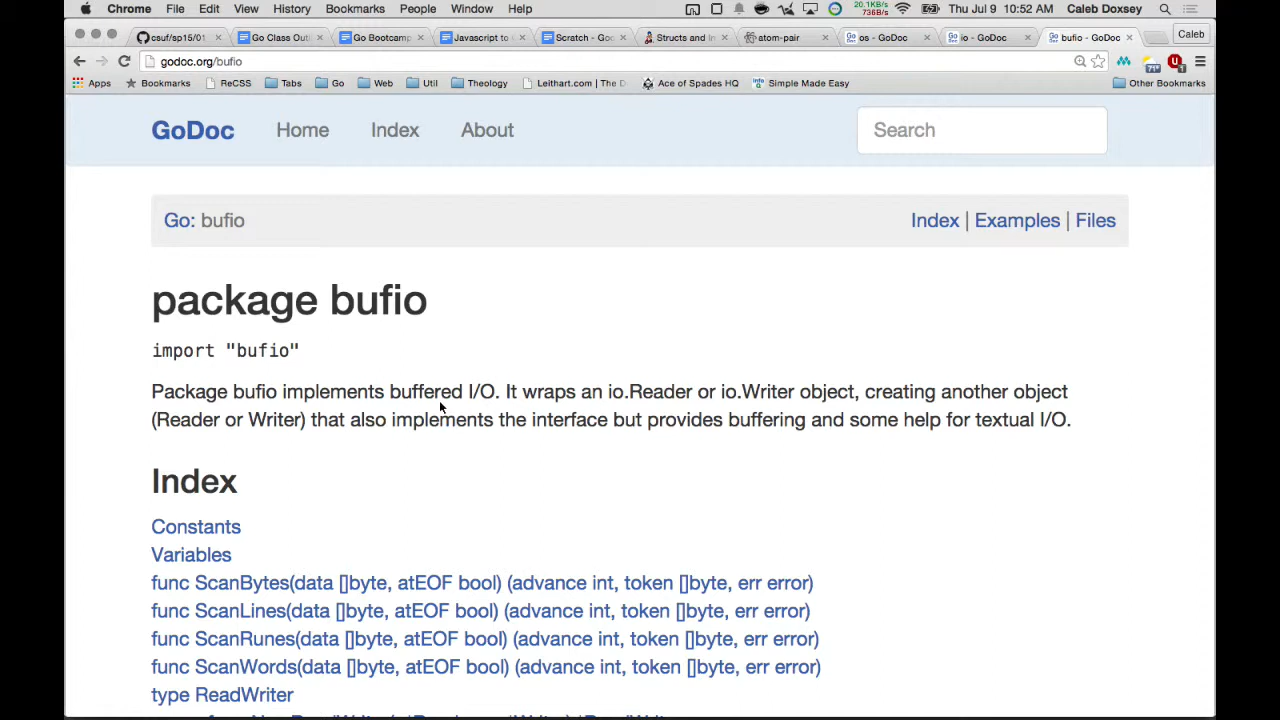 Chrome File Edit View History Bookmarks People Window Help 20.1KB/s 736B/s Thu Jul 9 10:52 AM Caleb Doxsey
csuf/sp15/01 Go Class Out Go Bootcamp Javascript to Scratch - Goo Structs and In atom-pair os - GoDoc io - GoDoc bufio - GoDoc Caleb
godoc.org/bufio
Apps Bookmarks ReCSS Tabs Go Web Util Theology Leithart.com | The D Ace of Spades HQ Simple Made Easy Other Bookmarks
GoDoc Home Index About Search
Go: bufio Index | Examples | Files
package bufio
import "bufio"
Package bufio implements buffered I/O. It wraps an io.Reader or io.Writer object, creating another object
(Reader or Writer) that also implements the interface but provides buffering and some help for textual I/O.
Index
Constants
Variables
func ScanBytes(data []byte, atEOF bool) (advance int, token []byte, err error)
func ScanLines(data []byte, atEOF bool) (advance int, token []byte, err error)
func ScanRunes(data []byte, atEOF bool) (advance int, token []byte, err error)
func ScanWords(data []byte, atEOF bool) (advance int, token []byte, err error)
type ReadWriter